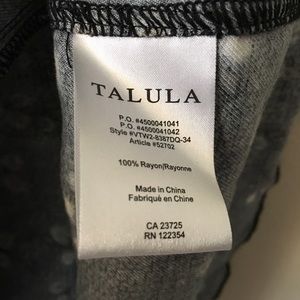 TALULA
P.O. #4500041041
P.O. #4500041042
Style #VTW2-8387DQ-34
Article #52702
100% Rayon/Rayonne
Made in China
Fabriqué en Chine
CA 23725
RN 122354